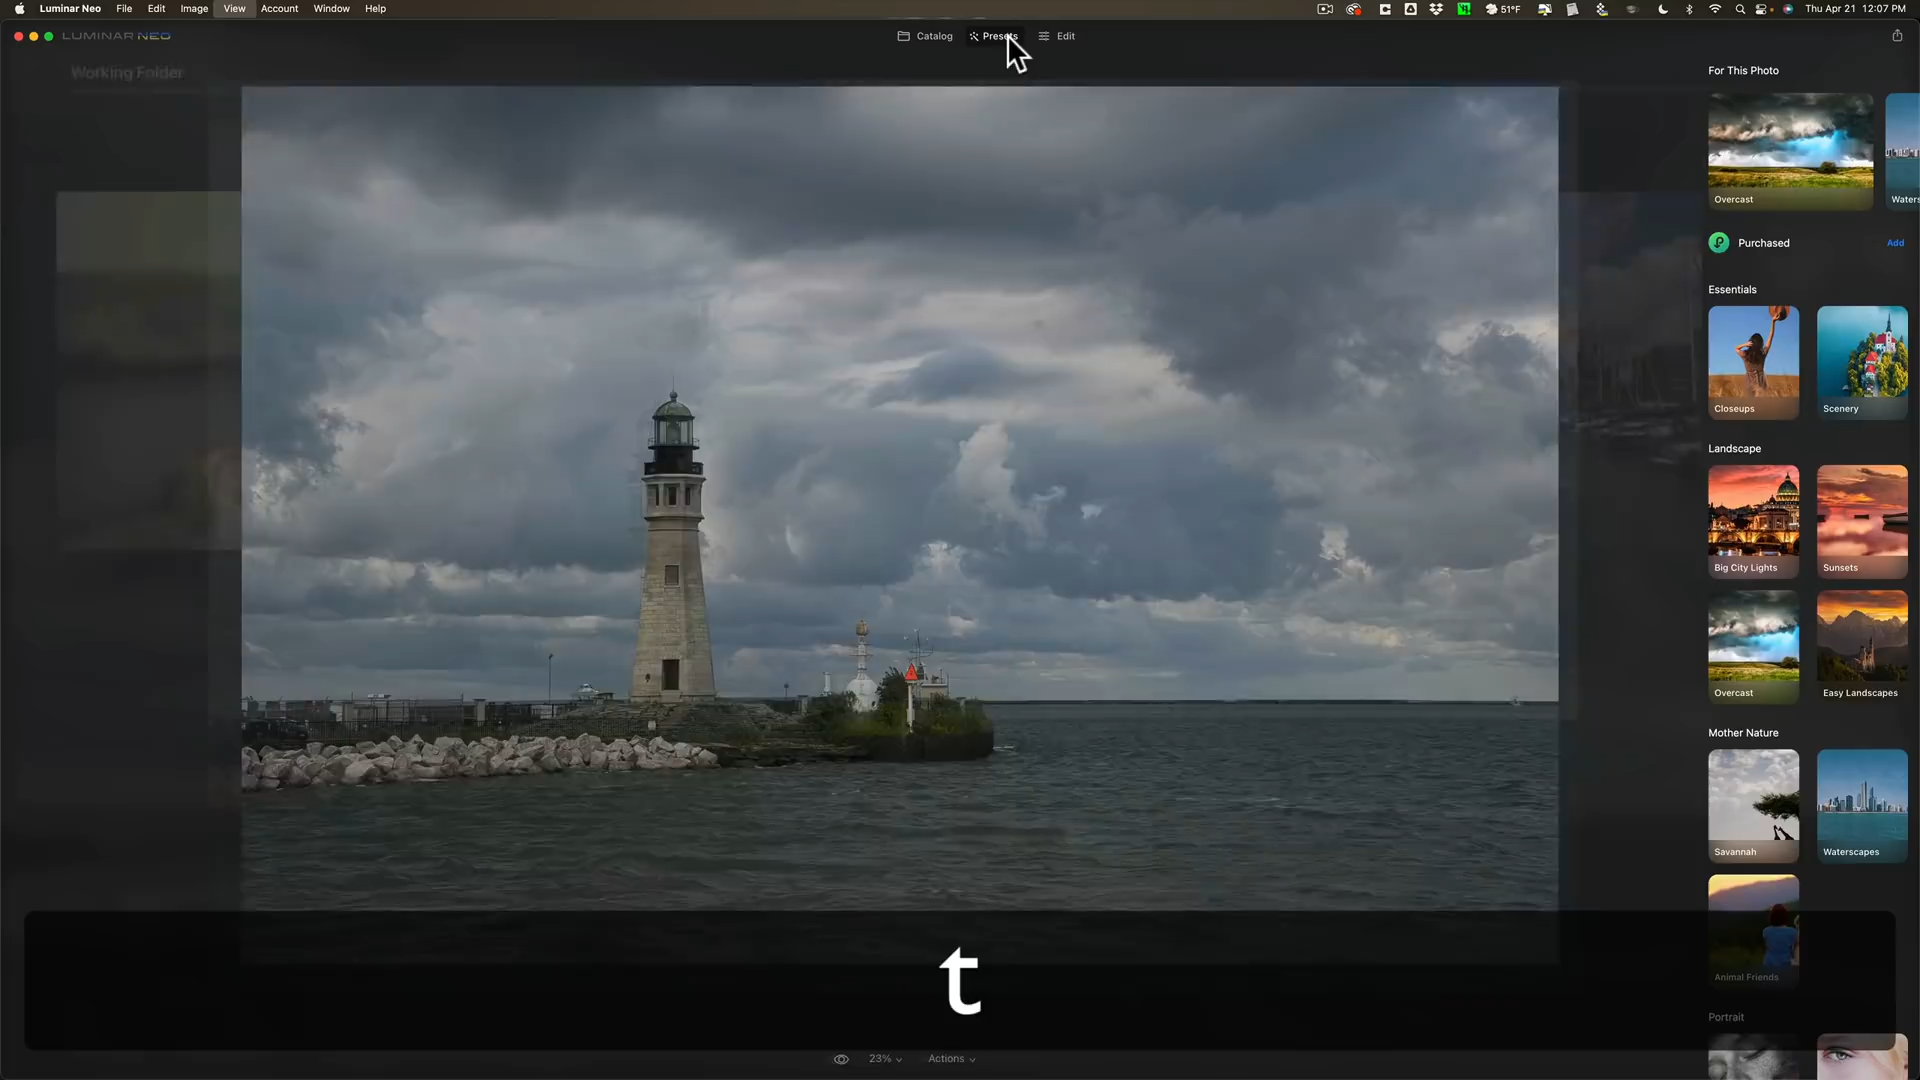 Luminar Neo File Edit Image View Account Window Help 51°F Thu Apr 21 12:07 PM
LUMINAR NEO Catalog Presets Edit
Working Folder
For This Photo
Overcast Waters
Purchased Add
Essentials
Closeups Scenery
Landscape
Big City Lights Sunsets
Overcast Easy Landscapes
Mother Nature
Savannah Waterscapes
Animal Friends
t
Portrait
23% Actions